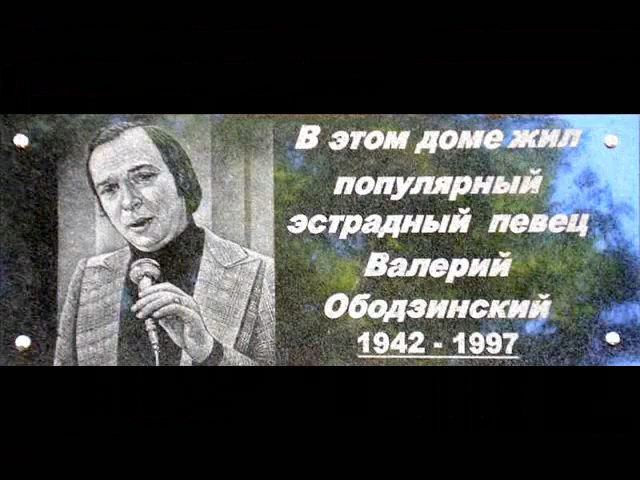 В этом доме жил
популярный
эстрадный певец
Валерий
Ободзинский
1942 - 1997